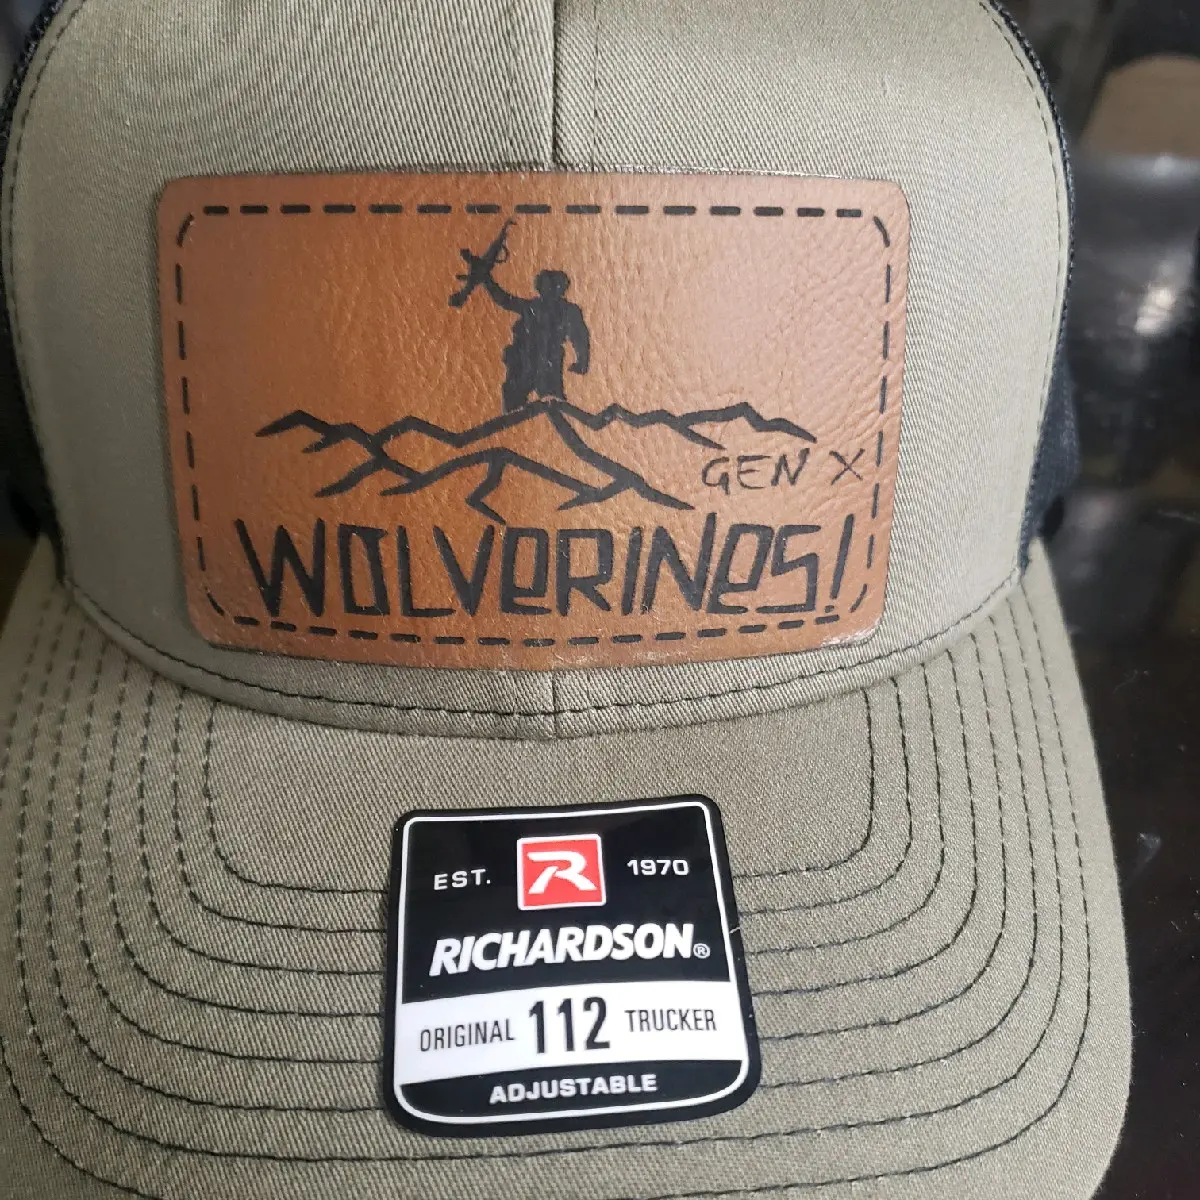 GEN X
WOLVERINES!
EST. R 1970
RICHARDSON®
ORIGINAL 112 TRUCKER
ADJUSTABLE